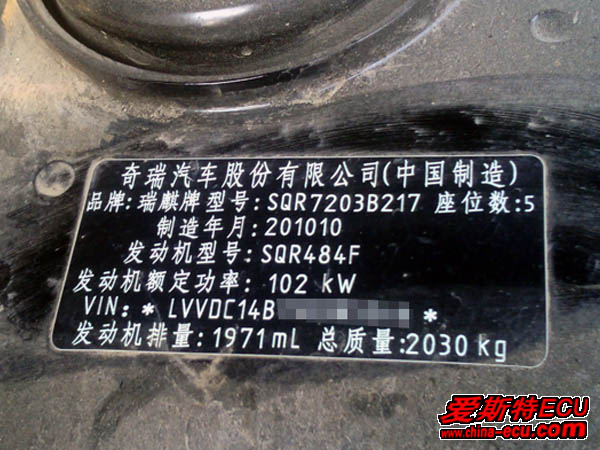 奇瑞汽车股份有限公司(中国制造)
品牌:瑞麒牌 型号:SQR7203B217 座位数:5
制造年月:201010
发动机型号:SQR484F
发动机额定功率: 102 kW
VIN: * LVVDC14B *
发动机排量:1971mL 总质量:2030 kg
爱斯特ECU
www.china-ecu.com